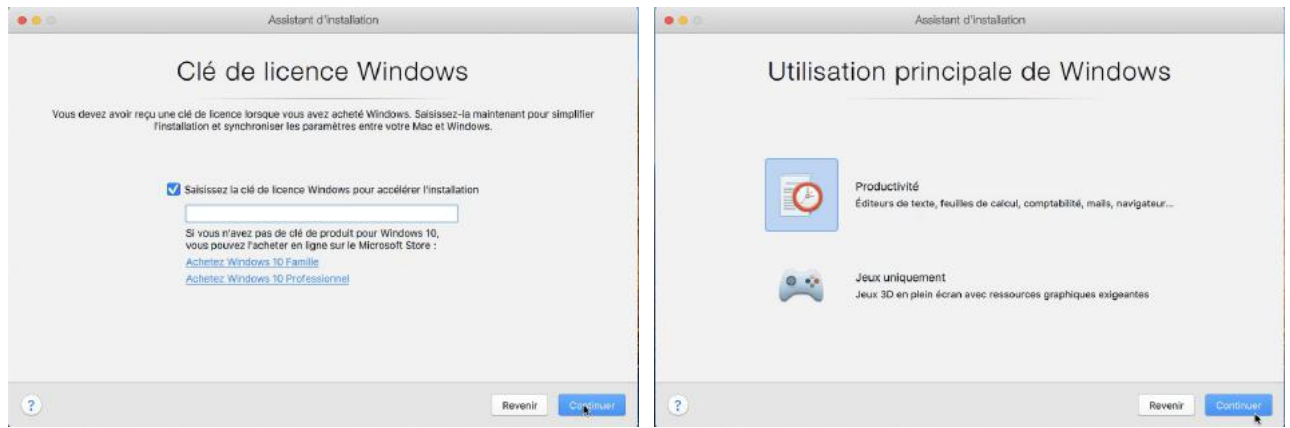 Assistant d'installation
Clé de licence Windows
Vous devez avoir reçu une clé de licence lorsque vous avez acheté Windows. Saisissez-la maintenant pour simplifier
l'installation et synchroniser les paramètres entre votre Mac et Windows.
Saisissez la clé de licence Windows pour accélérer l'installation
Si vous n'avez pas de clé de produit pour Windows 10,
vous pouvez l'acheter en ligne sur le Microsoft Store :
Achetez Windows 10 Famille
Achetez Windows 10 Professionnel
?
Revenir
Continuer
Assistant d'installation
Utilisation principale de Windows
Productivité
Éditeurs de texte, feuilles de calcul, comptabilité, mails, navigateur...
Jeux uniquement
Jeux 3D en plein écran avec ressources graphiques exigeantes
?
Revenir
Continuer